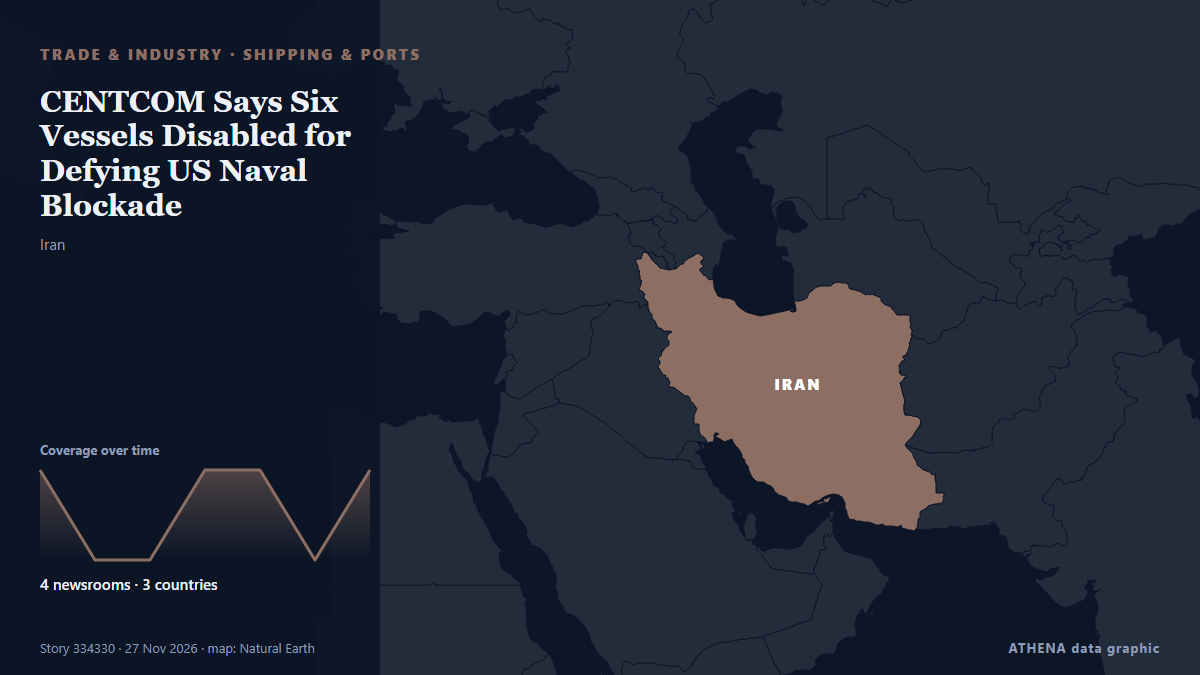 TRADE & INDUSTRY · SHIPPING & PORTS
CENTCOM Says Six
Vessels Disabled for
Defying US Naval
Blockade
Iran
IRAN
Coverage over time
4 newsrooms · 3 countries
Story 334330 · 27 Nov 2026 · map: Natural Earth
ATHENA data graphic